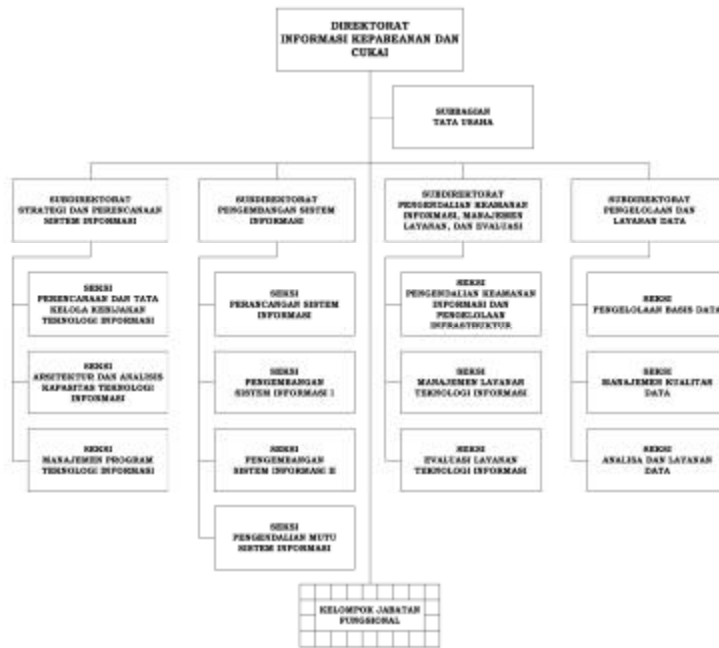 DIREKTORAT
INFORMASI KEPABEANAN DAN
CUKAI
SUBBAGIAN
TATA USAHA
SUBDIREKTORAT
STRATEGI DAN PERENCANAAN
SISTEM INFORMASI
SUBDIREKTORAT
PENGEMBANGAN SISTEM
INFORMASI
SUBDIREKTORAT
PENGENDALIAN KEAMANAN
INFORMASI, MANAJEMEN
LAYANAN, DAN EVALUASI
SUBDIREKTORAT
PENGELOLAAN DAN
LAYANAN DATA
SEKSI
PERENCANAAN DAN TATA
KELOLA KEBIJAKAN
TEKNOLOGI INFORMASI
SEKSI
PERANCANGAN SISTEM
INFORMASI
SEKSI
PENGENDALIAN KEAMANAN
INFORMASI DAN
PENGELOLAAN
INFRASTRUKTUR
SEKSI
PENGELOLAAN BASIS DATA
SEKSI
ARSITEKTUR DAN ANALISIS
KAPASITAS TEKNOLOGI
INFORMASI
SEKSI
PENGEMBANGAN
SISTEM INFORMASI I
SEKSI
MANAJEMEN LAYANAN
TEKNOLOGI INFORMASI
SEKSI
MANAJEMEN KUALITAS
DATA
SEKSI
MANAJEMEN PROGRAM
TEKNOLOGI INFORMASI
SEKSI
PENGEMBANGAN
SISTEM INFORMASI II
SEKSI
EVALUASI LAYANAN
TEKNOLOGI INFORMASI
SEKSI
ANALISA DAN LAYANAN
DATA
SEKSI
PENGENDALIAN MUTU
SISTEM INFORMASI
KELOMPOK JABATAN
FUNGSIONAL